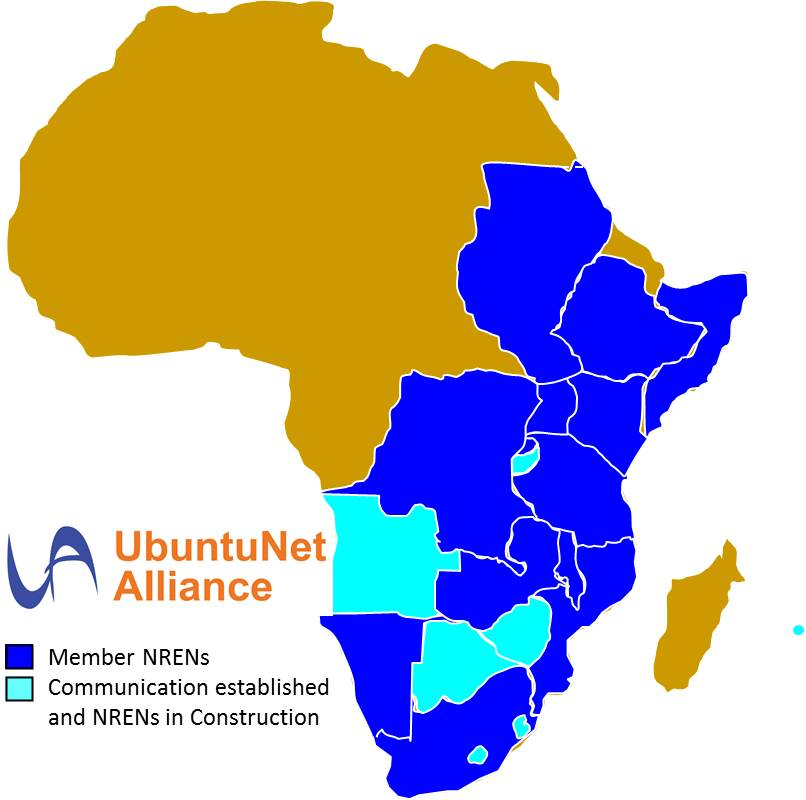 UbuntuNet
Alliance
Member NRENs
Communication established
and NRENs in Construction